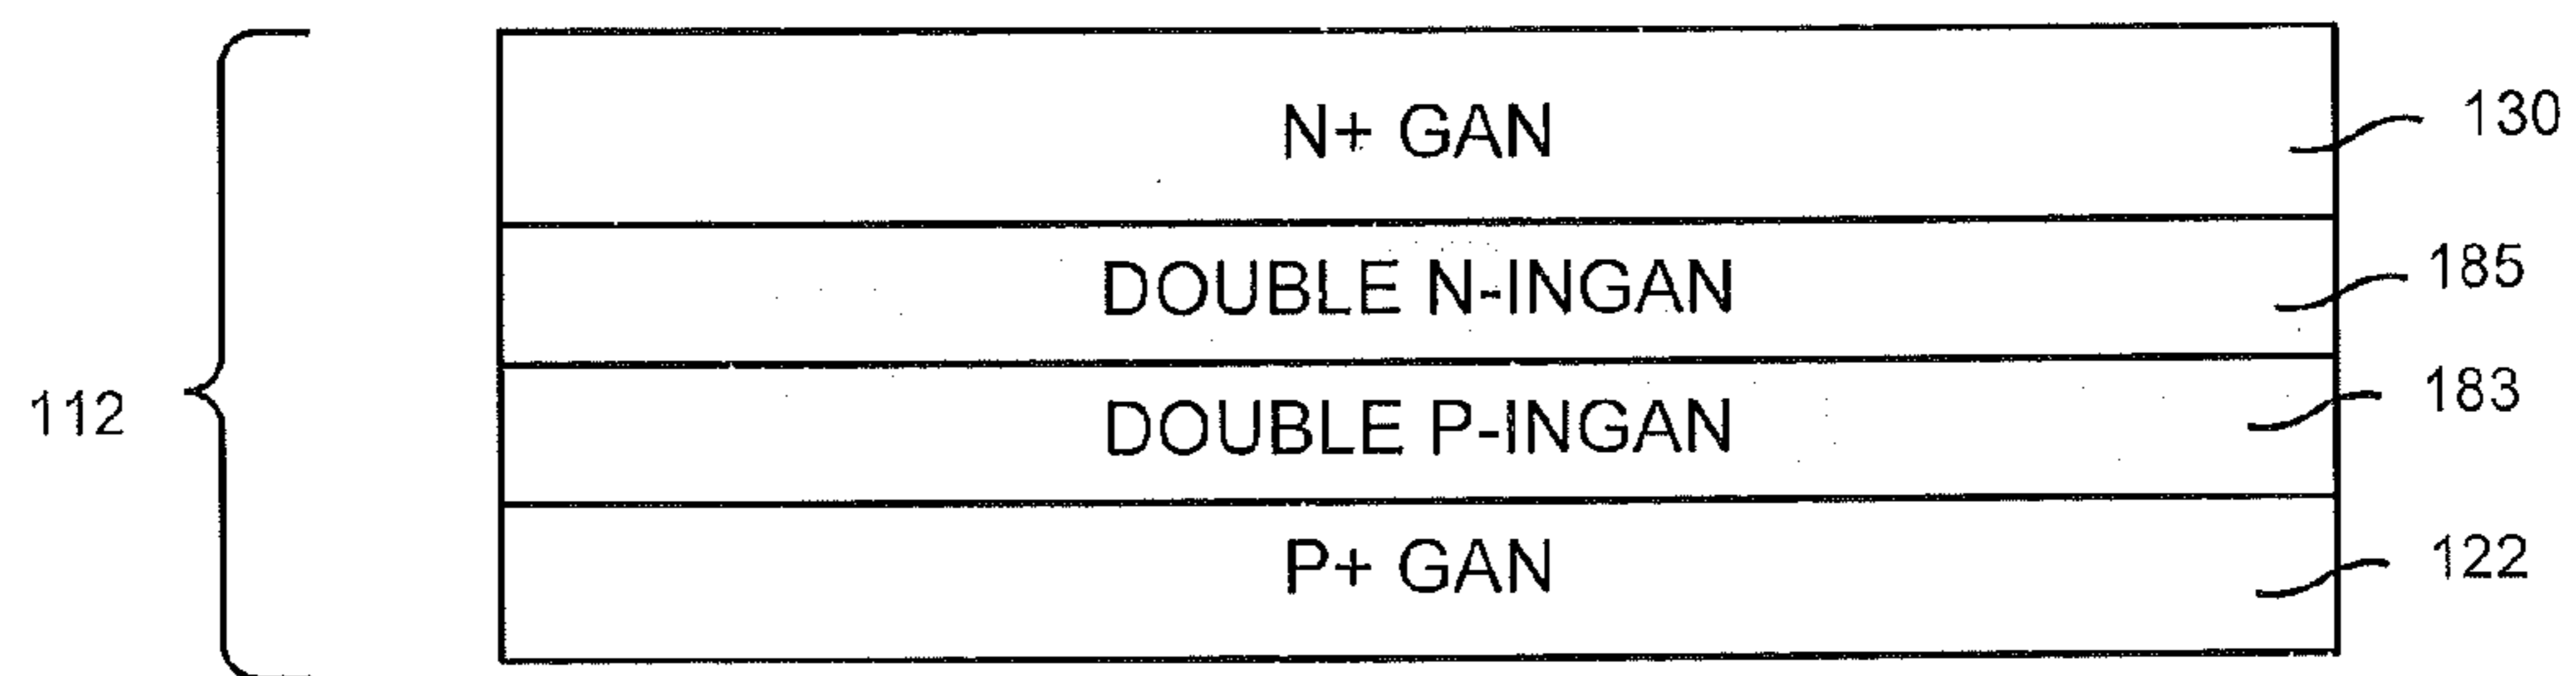 N+ GAN
130
DOUBLE N-INGAN
185
112
DOUBLE P-INGAN
183
P+ GAN
122